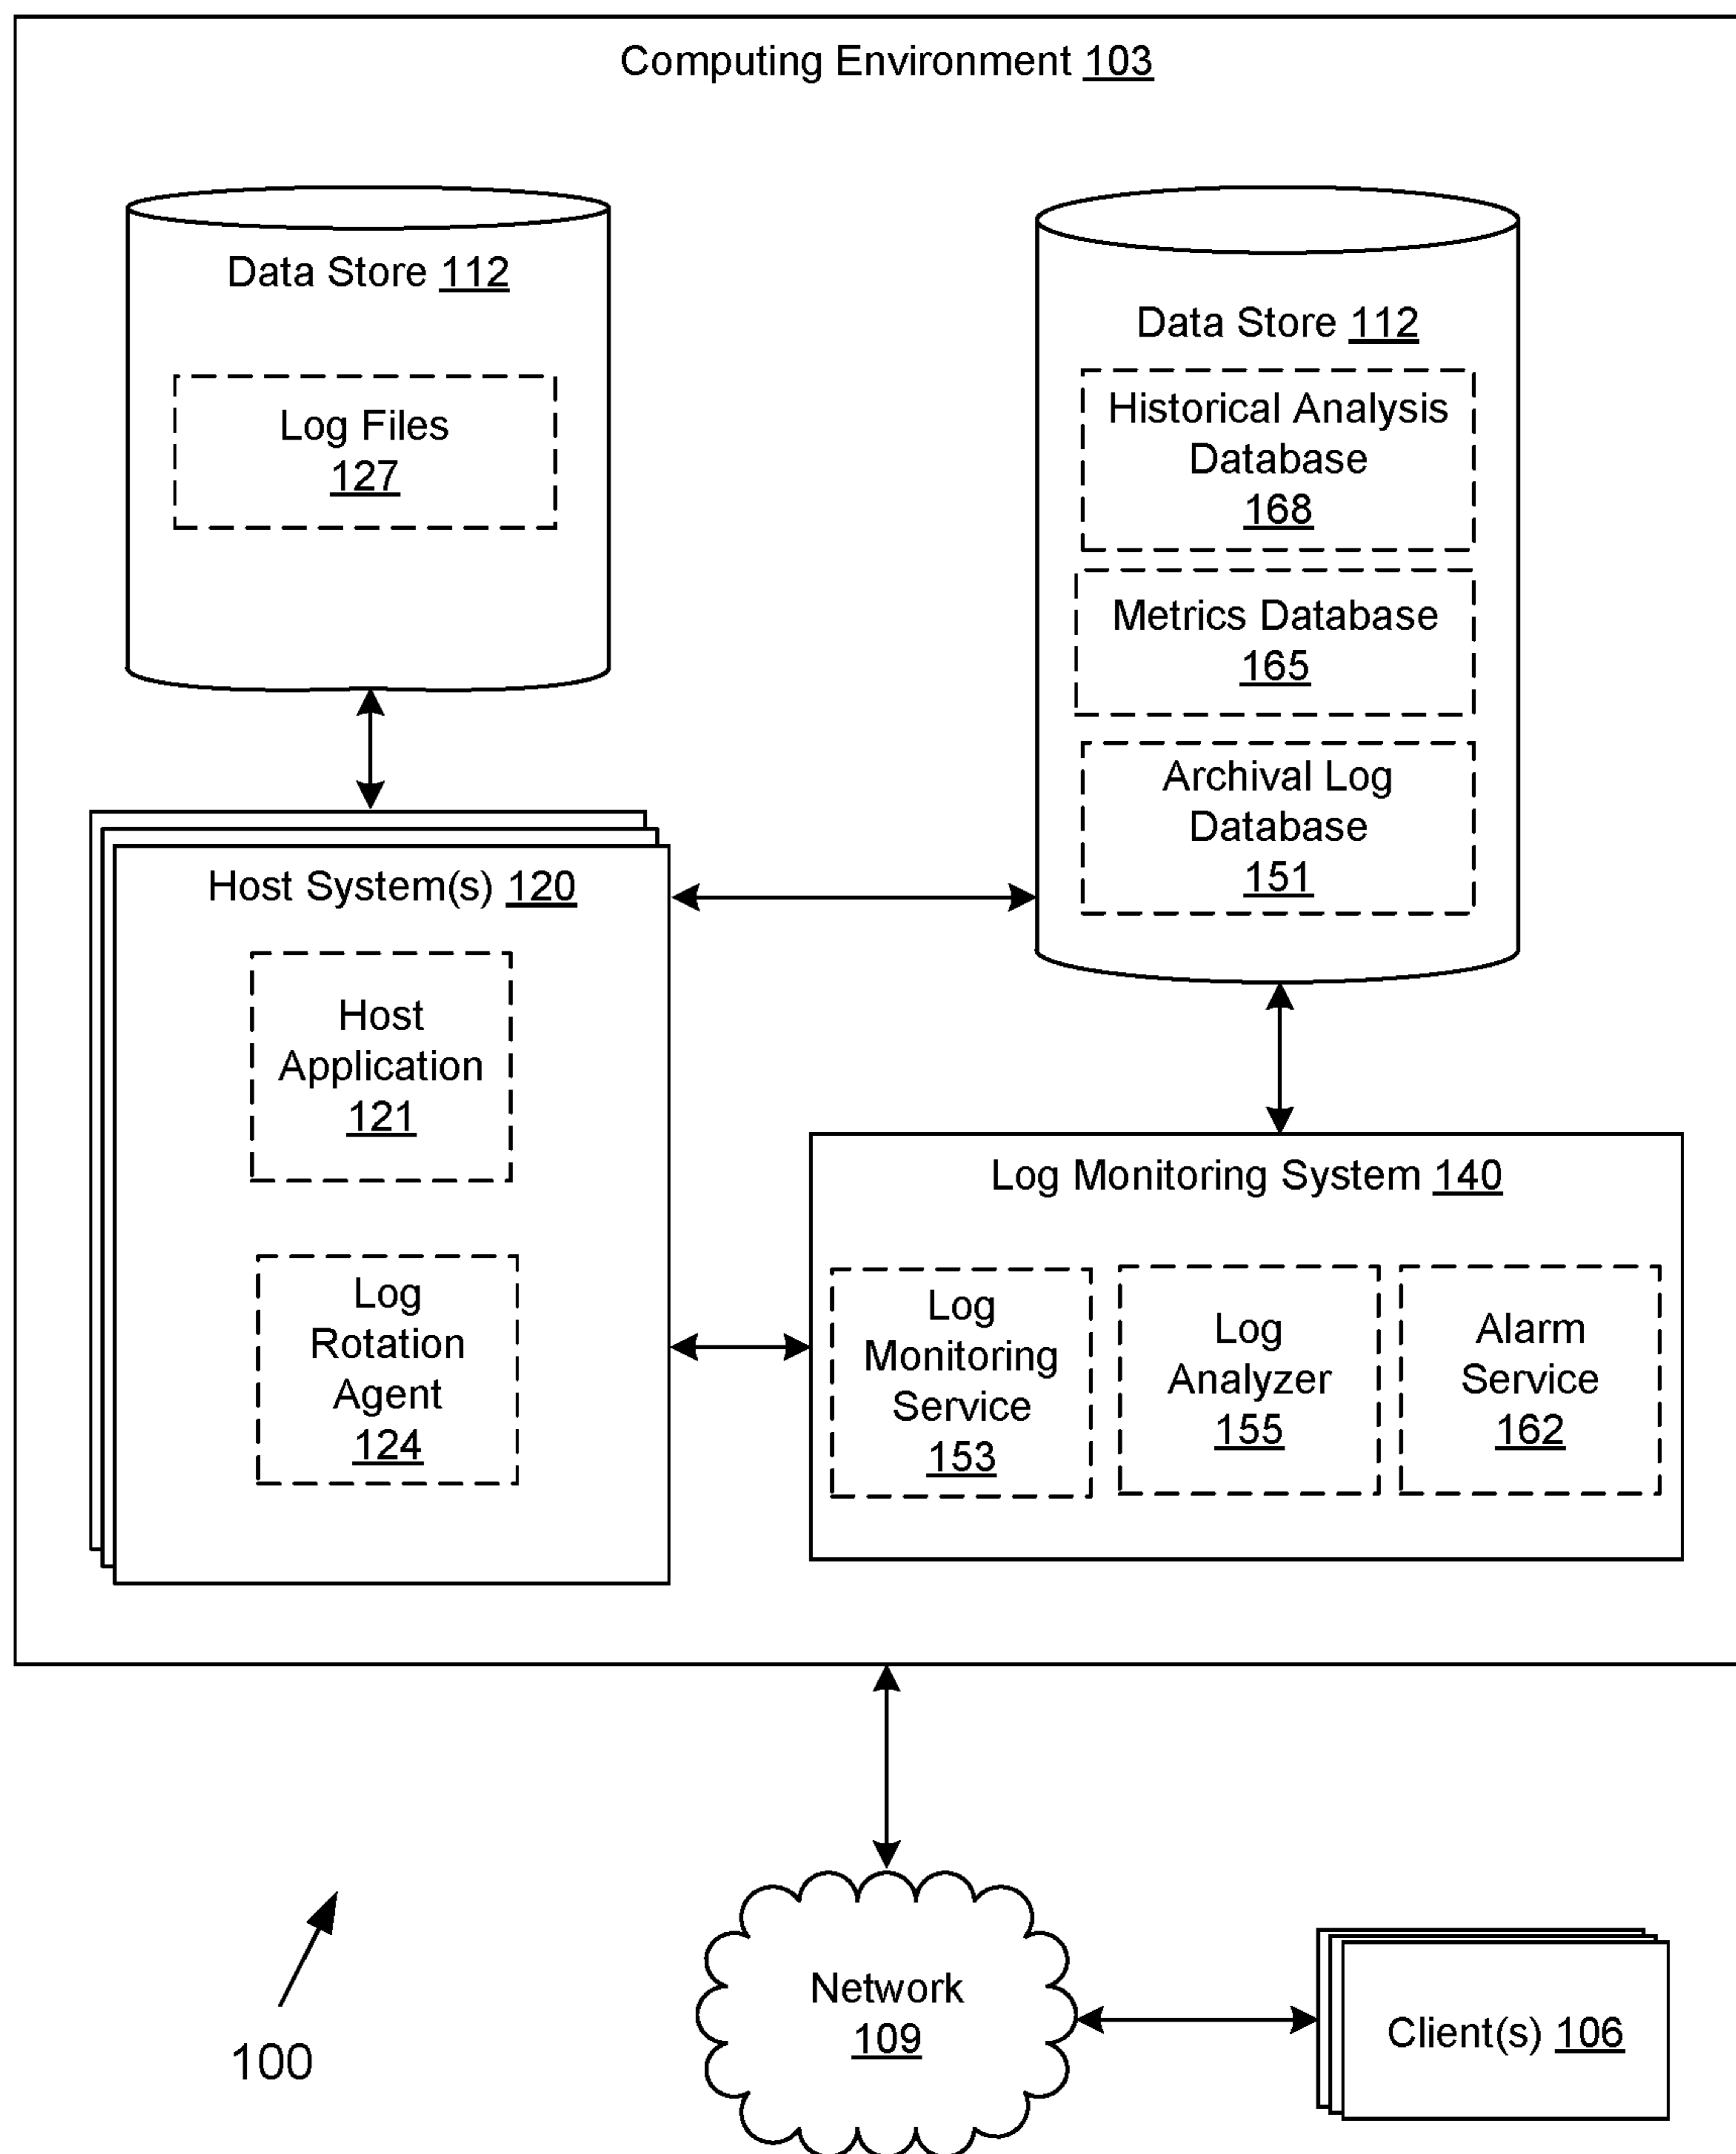 Computing Environment 103
Data Store 112
Log Files
127
Data Store 112
Historical Analysis
Database
168
Metrics Database
165
Archival Log
Database
151
Host System(s) 120
Host
Application
121
Log
Rotation
Agent
124
Log Monitoring System 140
Log
Monitoring
Service
153
Log
Analyzer
155
Alarm
Service
162
Network
109
Client(s) 106
100